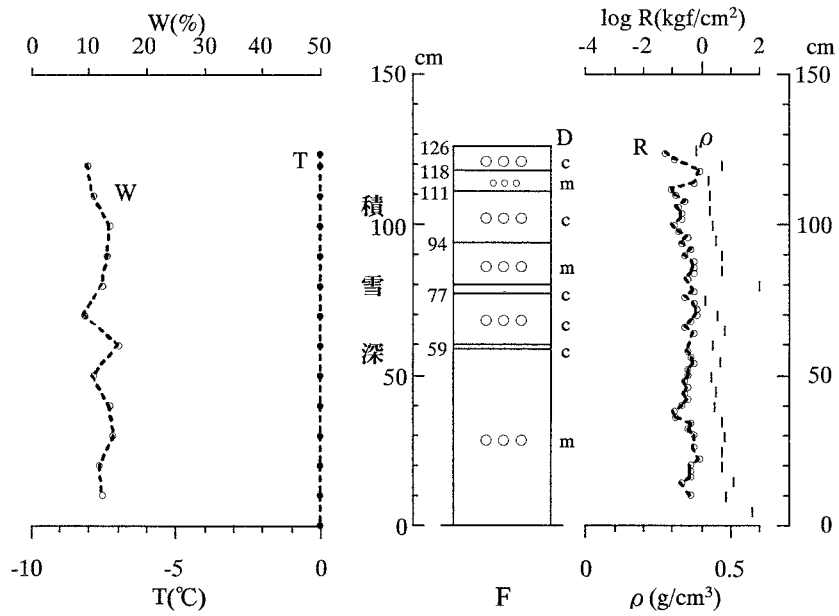 W(%)
0 10 20 30 40 50
log R(kgf/cm²)
-4 -2 0 2
cm
150
100
50
0
cm
150
100
50
0
T
W
積
雪
深
D
126
c
118
m
111
c
94
m
77
c
c
59
c
m
R
ρ
-10 -5 0
T(℃)
F
0 0.5
ρ (g/cm³)